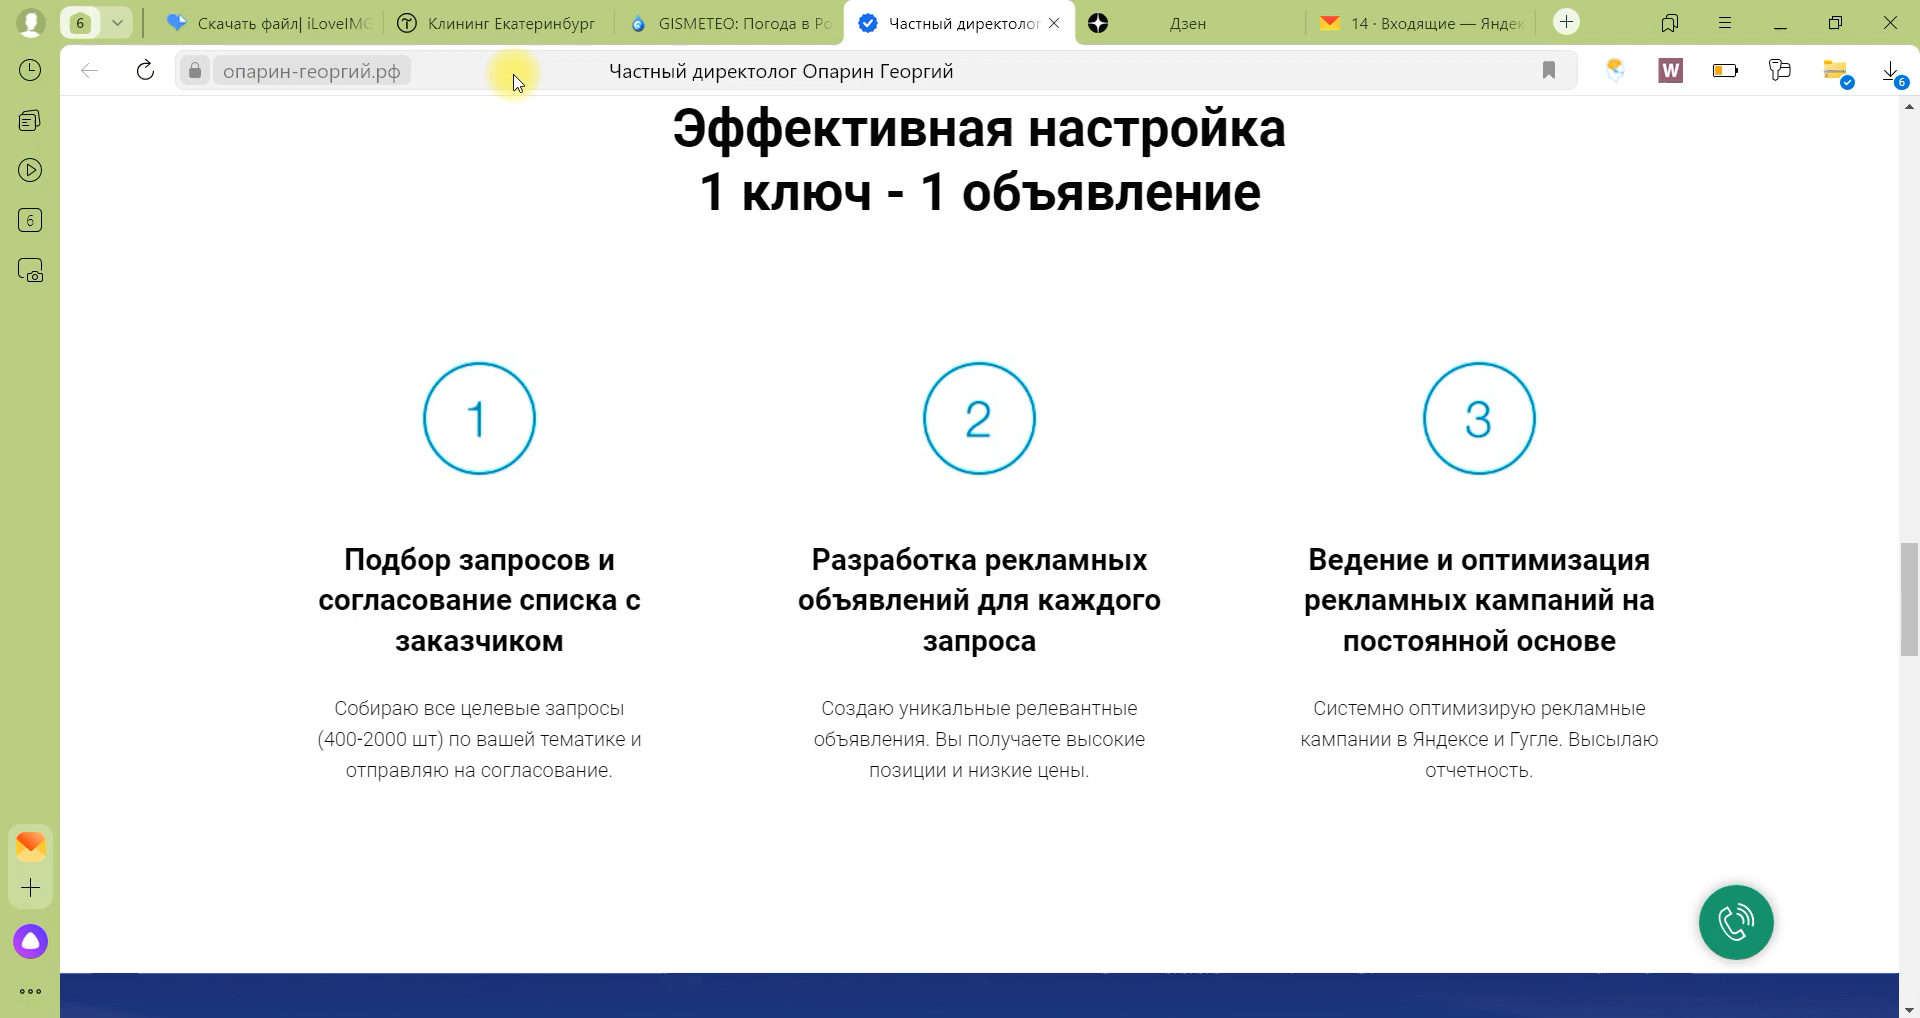 6
Скачать файл| iLoveIMG
Клининг Екатеринбург
GISMETEO: Погода в Ро
Частный директолог
Дзен
14 · Входящие — Яндек
опарин-георгий.рф
Частный директолог Опарин Георгий
W
6
6
Эффективная настройка
1 ключ - 1 объявление
1
2
3
Подбор запросов и
согласование списка с
заказчиком
Разработка рекламных
объявлений для каждого
запроса
Ведение и оптимизация
рекламных кампаний на
постоянной основе
Собираю все целевые запросы
(400-2000 шт) по вашей тематике и
отправляю на согласование.
Создаю уникальные релевантные
объявления. Вы получаете высокие
позиции и низкие цены.
Системно оптимизирую рекламные
кампании в Яндексе и Гугле. Высылаю
отчетность.